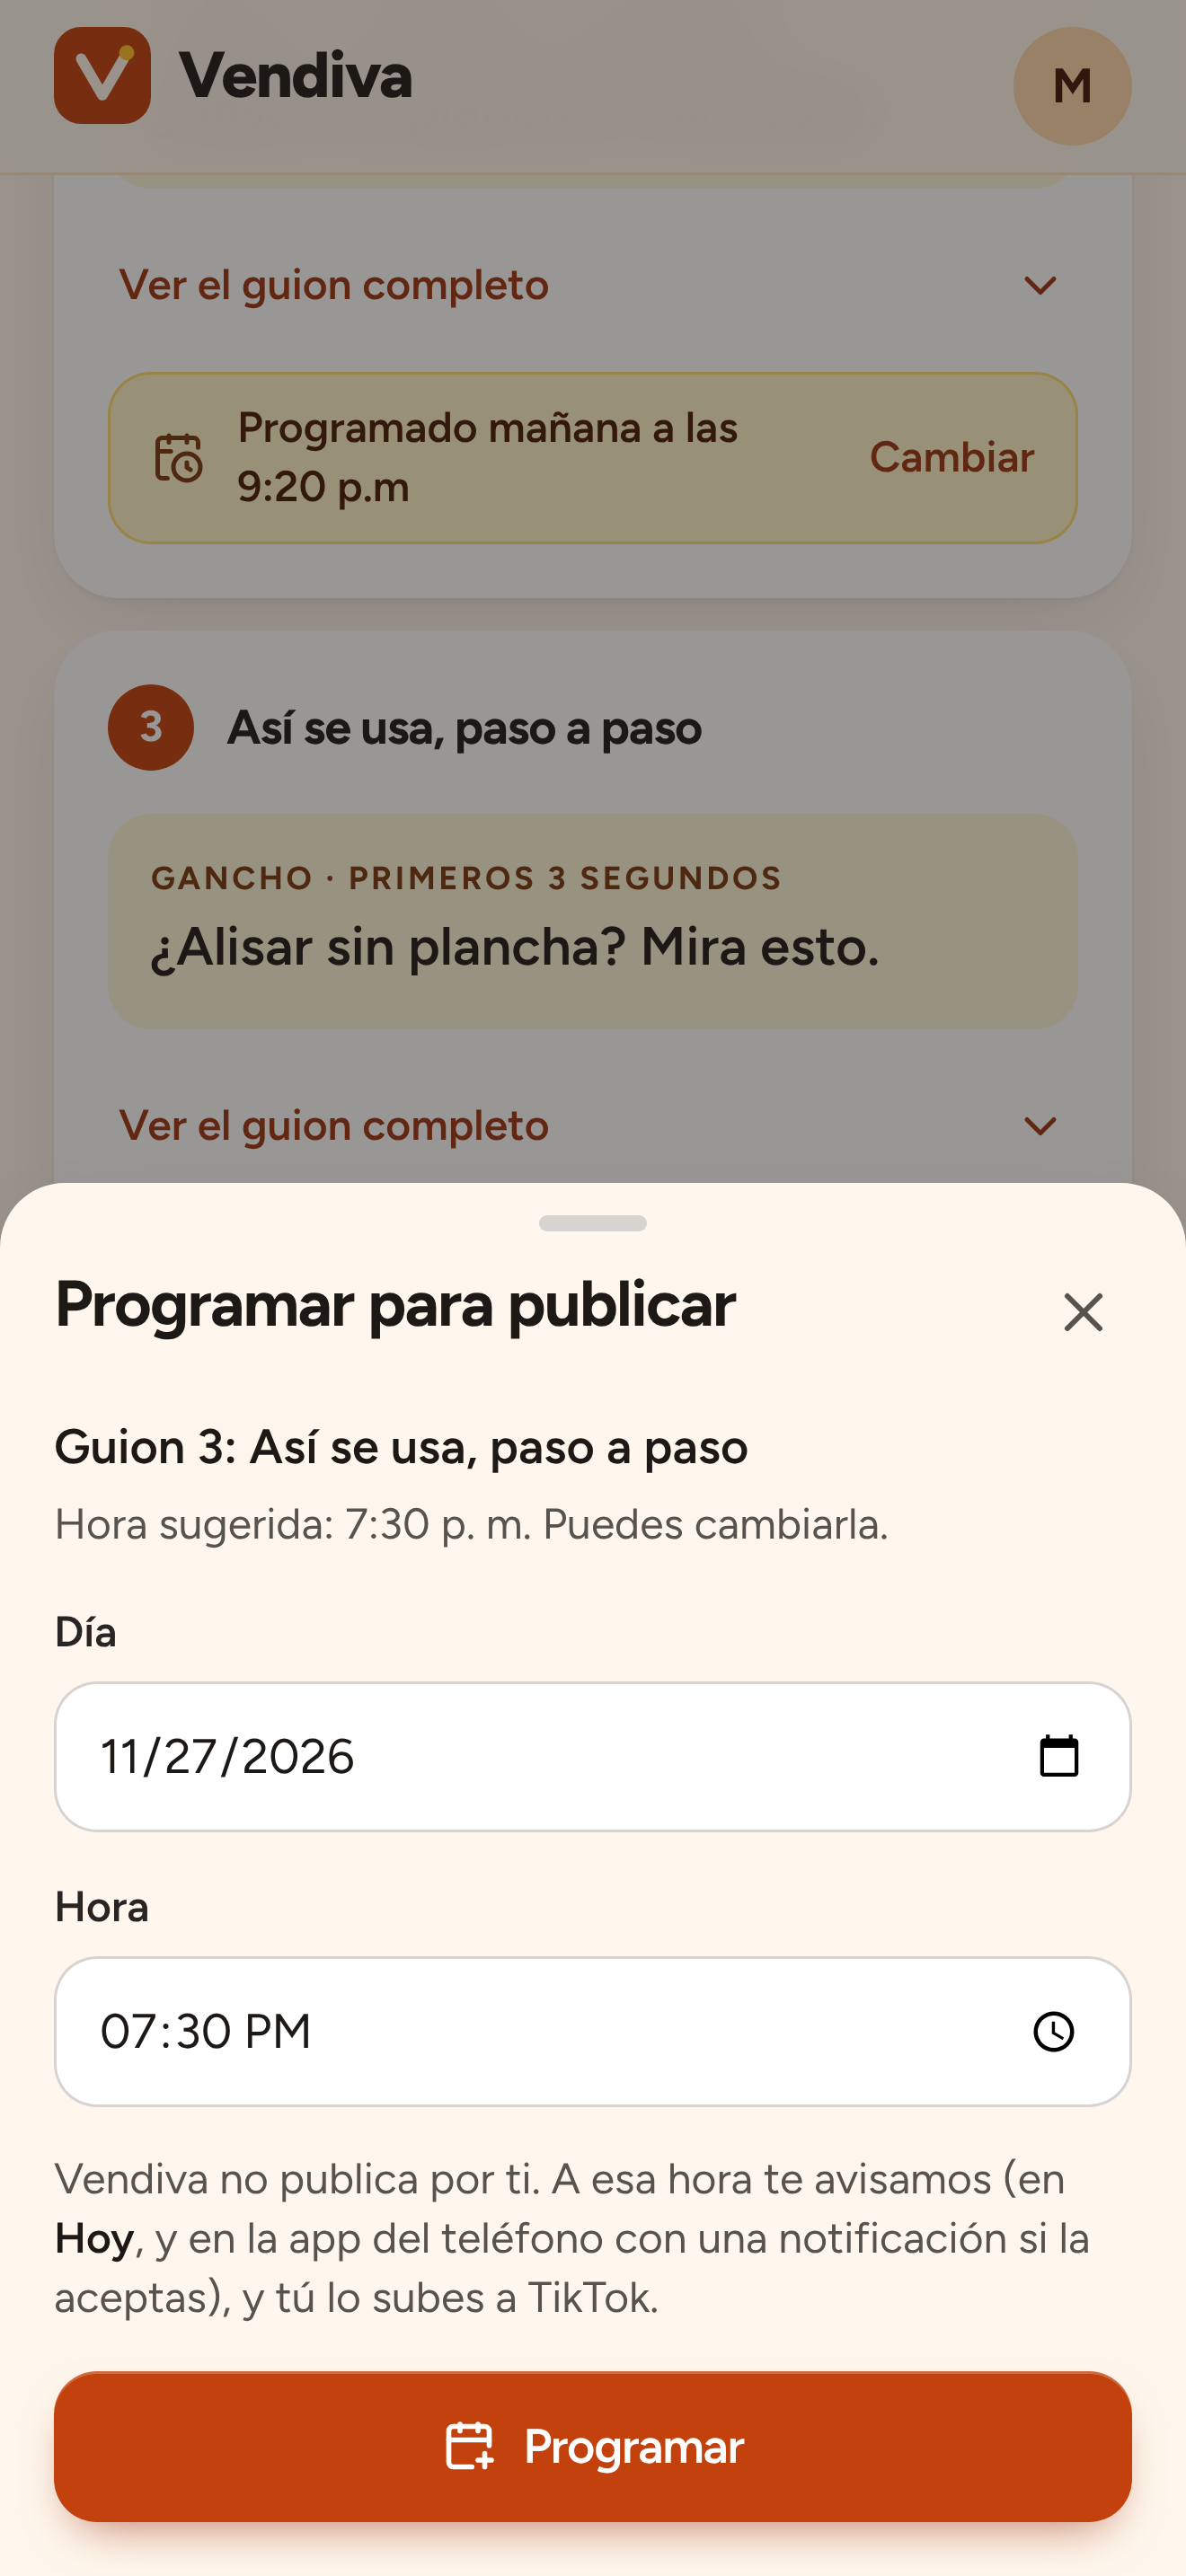 Vendiva
M
Ver el guion completo
Programado mañana a las
9:20 p.m
Cambiar
3
Así se usa, paso a paso
GANCHO · PRIMEROS 3 SEGUNDOS
¿Alisar sin plancha? Mira esto.
Ver el guion completo
Programar para publicar
Guion 3: Así se usa, paso a paso
Hora sugerida: 7:30 p. m. Puedes cambiarla.
Día
11/27/2026
Hora
07:30 PM
Vendiva no publica por ti. A esa hora te avisamos (en
Hoy, y en la app del teléfono con una notificación si la
aceptas), y tú lo subes a TikTok.
Programar